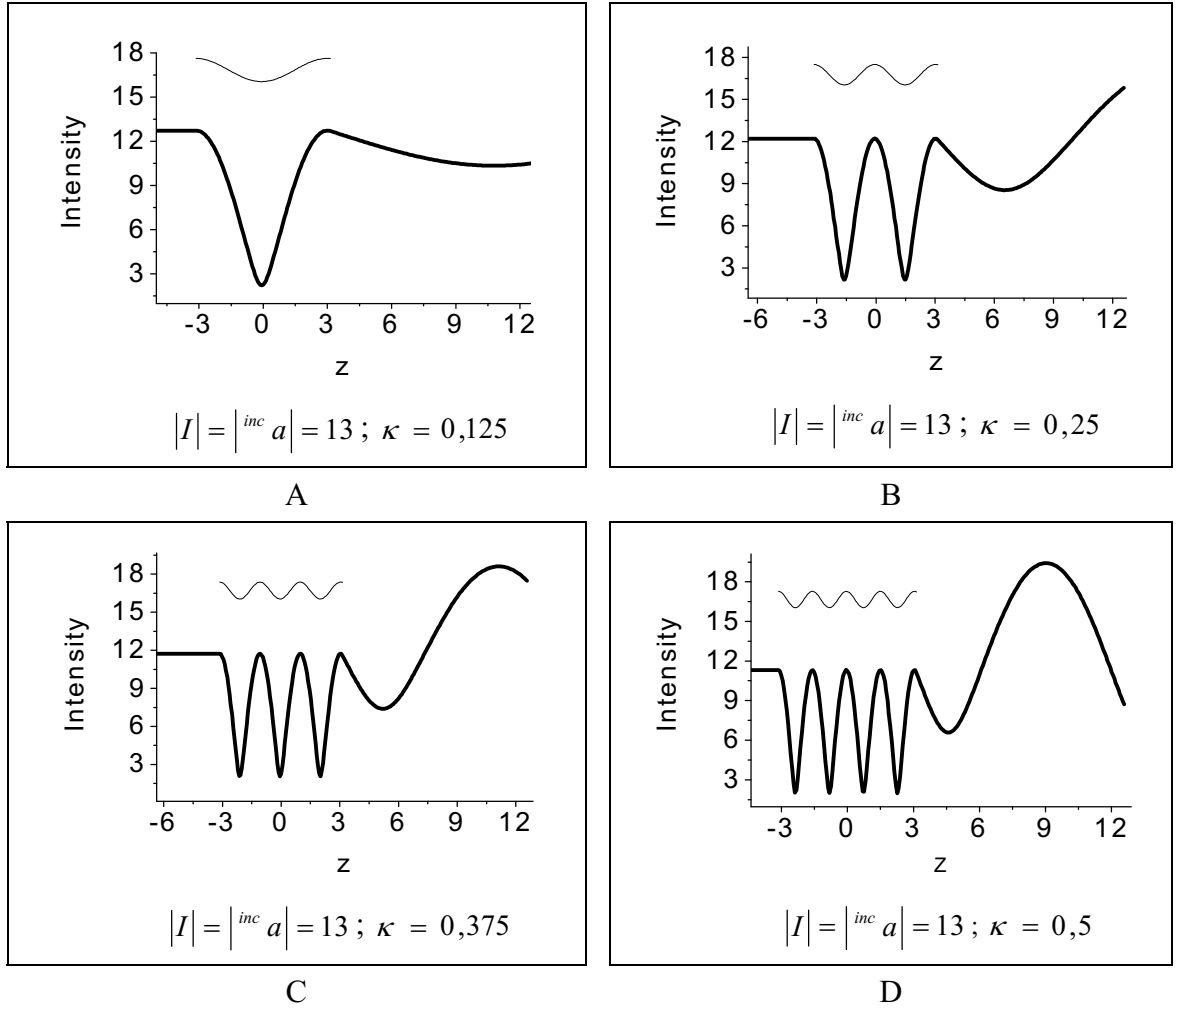 18
15
12
9
6
3
Intensity
-3 0 3 6 9 12
z
|I| = |ⁱⁿᶜ a| = 13 ; κ = 0,125
A
18
15
12
9
6
3
Intensity
-6 -3 0 3 6 9 12
z
|I| = |ⁱⁿᶜ a| = 13 ; κ = 0,25
B
18
15
12
9
6
3
Intensity
-6 -3 0 3 6 9 12
z
|I| = |ⁱⁿᶜ a| = 13 ; κ = 0,375
C
18
15
12
9
6
3
Intensity
-3 0 3 6 9 12
z
|I| = |ⁱⁿᶜ a| = 13 ; κ = 0,5
D